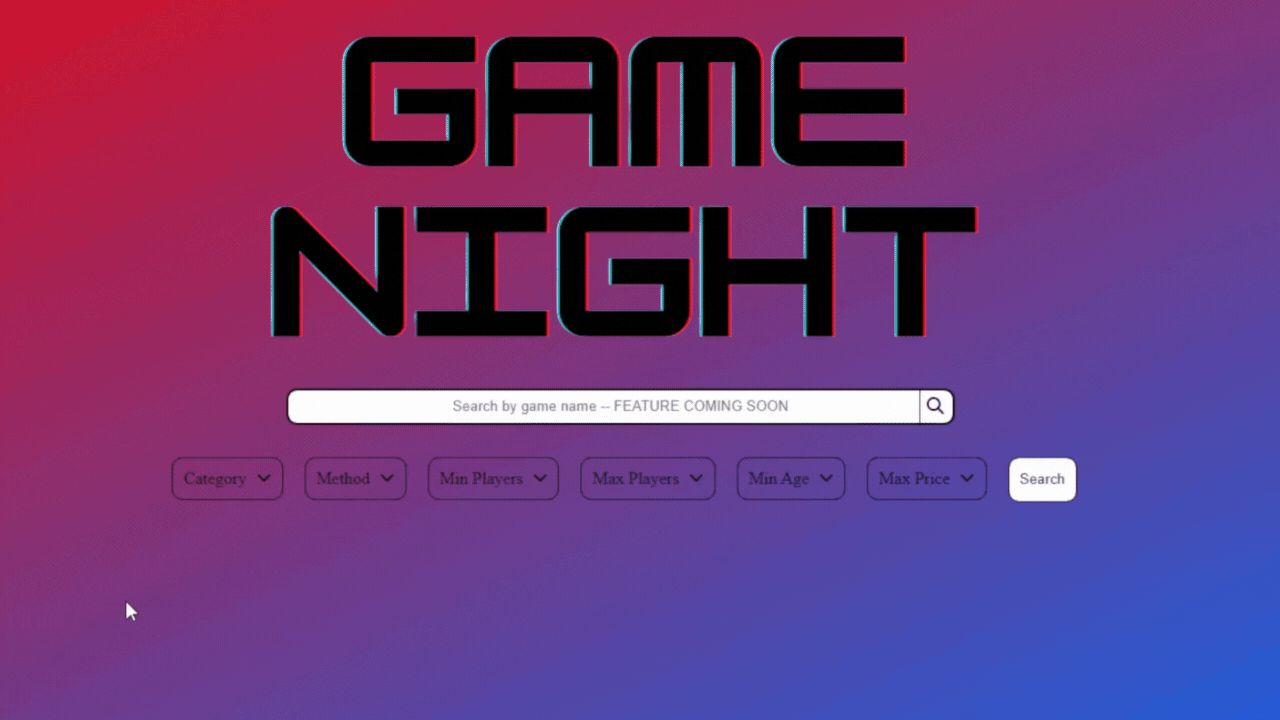 GAME
NIGHT
Search by game name -- FEATURE COMING SOON
Category Method Min Players Max Players Min Age Max Price Search